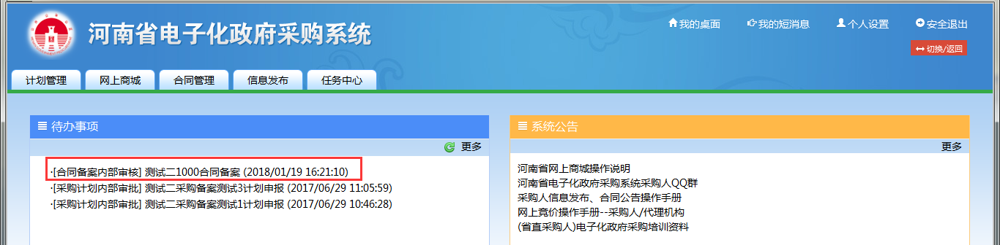 河南省电子化政府采购系统
我的桌面 我的短消息 个人设置 安全退出
切换/返回
计划管理 网上商城 合同管理 信息发布 任务中心
待办事项
更多
·[合同备案内部审核] 测试二1000合同备案 (2018/01/19 16:21:10)
·[采购计划内部审批] 测试二采购备案测试3计划申报 (2017/06/29 11:05:59)
·[采购计划内部审批] 测试二采购备案测试1计划申报 (2017/06/29 10:46:28)
系统公告
更多
河南省网上商城操作说明
河南省电子化政府采购系统采购人QQ群
采购人信息发布、合同公告操作手册
网上竞价操作手册--采购人/代理机构
(省直采购人)电子化政府采购培训资料